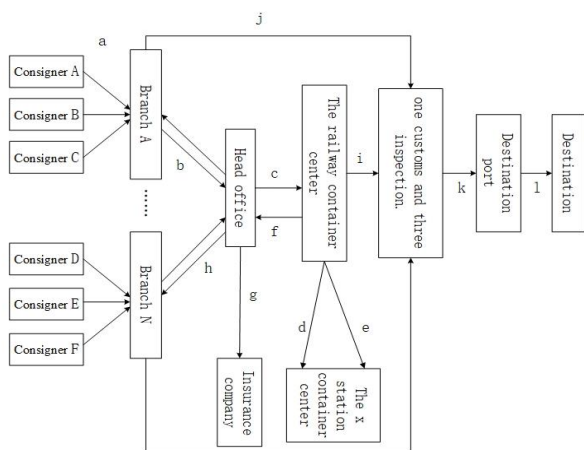 a
j
Consigner A
Consigner B
Consigner C
Branch A
b
Head office
c
f
The railway container
center
i
one customs and three
inspection.
k
Destination
port
l
Destination
......
Consigner D
Consigner E
Consigner F
Branch N
h
g
d
e
Insurance
company
The x
station
container
center